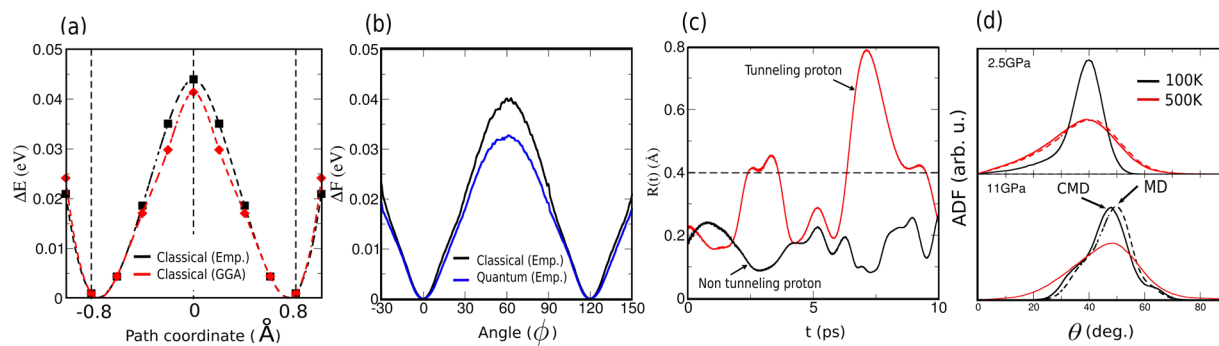 (a)
0.05
0.04
0.03
0.02
0.01
0
ΔE (eV)
Classical (Emp.)
Classical (GGA)
-0.8
0
0.8
Path coordinate (Å)
(b)
0.05
0.04
0.03
0.02
0.01
0
ΔF (eV)
Classical (Emp.)
Quantum (Emp.)
-30
0
30
60
90
120
150
Angle (ϕ)
(c)
0.8
0.6
0.4
0.2
0
R(t) (Å)
Tunneling proton
Non tunneling proton
0
5
10
t (ps)
(d)
ADF (arb. u.)
2.5GPa
100K
500K
11GPa
CMD
MD
0
20
40
60
80
θ (deg.)